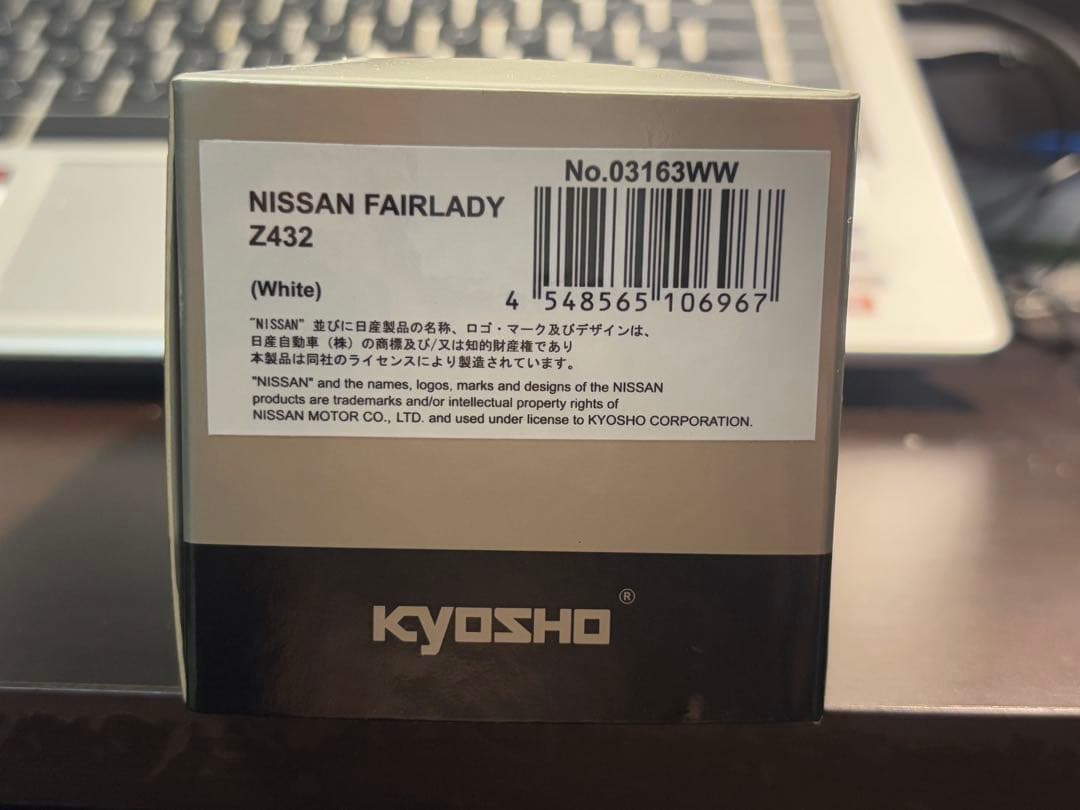 No.03163WW
NISSAN FAIRLADY
Z432
(White)
4 548565 106967
"NISSAN" 並びに日産製品の名称、ロゴ・マーク及びデザインは、
日産自動車（株）の商標及び/又は知的財産権であり
本製品は同社のライセンスにより製造されています。
"NISSAN" and the names, logos, marks and designs of the NISSAN
products are trademarks and/or intellectual property rights of
NISSAN MOTOR CO., LTD. and used under license to KYOSHO CORPORATION.
KYOSHO®